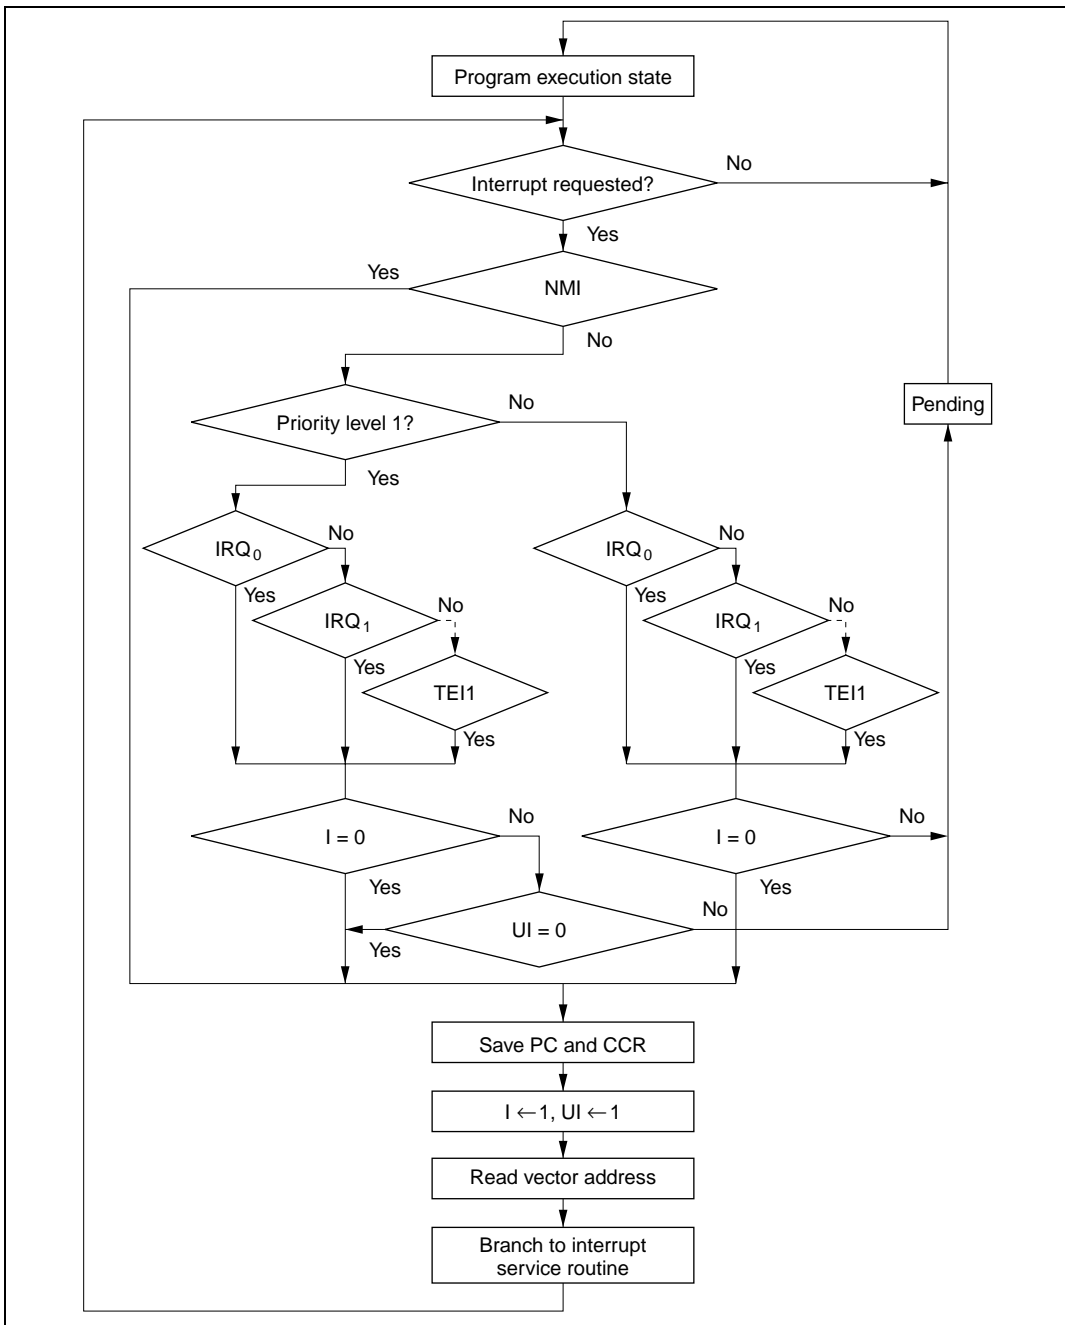 Program execution state
No
Interrupt requested?
Yes
Yes
NMI
No
Pending
No
Priority level 1?
Yes
No
No
IRQ0
IRQ0
Yes
No
Yes
No
IRQ1
IRQ1
Yes
Yes
TEI1
TEI1
Yes
Yes
No
No
I = 0
I = 0
Yes
Yes
No
UI = 0
Yes
Save PC and CCR
I ←1, UI ←1
Read vector address
Branch to interrupt
service routine